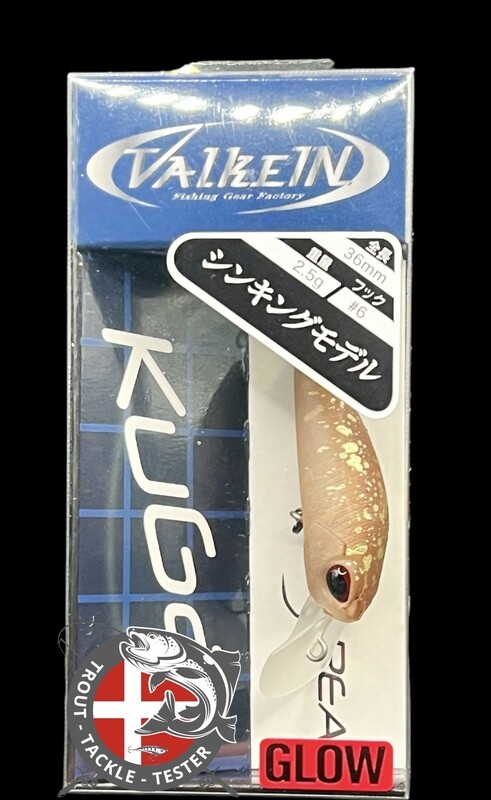 ValkeIN
Fishing Gear Factory
全長
36mm
重量
2.5g
フック
#6
シンキングモデル
GLOW
TROUT - TACKLE - TESTER